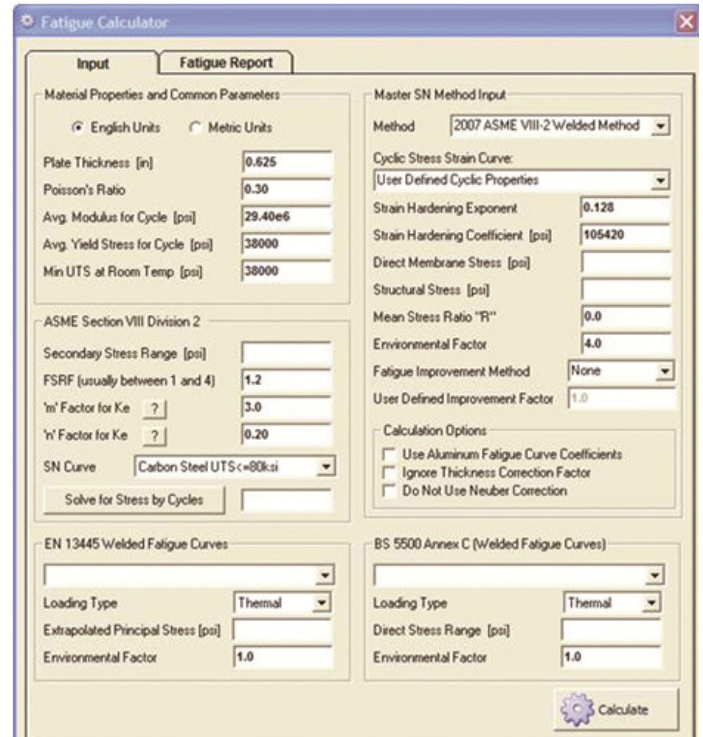 Fatigue Calculator
Input
Fatigue Report
Material Properties and Common Parameters
English Units
Metric Units
Plate Thickness [in]
0.625
Poisson's Ratio
0.30
Avg. Modulus for Cycle [psi]
29.40e6
Avg. Yield Stress for Cycle [psi]
38000
Min UTS at Room Temp [psi]
38000
ASME Section VIII Division 2
Secondary Stress Range [psi]
FSRF (usually between 1 and 4)
1.2
'm' Factor for Ke
?
3.0
'n' Factor for Ke
?
0.20
SN Curve
Carbon Steel UTS<=80ksi
Solve for Stress by Cycles
Master SN Method Input
Method
2007 ASME VIII-2 Welded Method
Cyclic Stress Strain Curve:
User Defined Cyclic Properties
Strain Hardening Exponent
0.128
Strain Hardening Coefficient [psi]
105420
Direct Membrane Stress [psi]
Structural Stress [psi]
Mean Stress Ratio "R"
0.0
Environmental Factor
4.0
Fatigue Improvement Method
None
User Defined Improvement Factor
1.0
Calculation Options
Use Aluminum Fatigue Curve Coefficients
Ignore Thickness Correction Factor
Do Not Use Neuber Correction
EN 13445 Welded Fatigue Curves
Loading Type
Thermal
Extrapolated Principal Stress [psi]
Environmental Factor
1.0
BS 5500 Annex C (Welded Fatigue Curves)
Loading Type
Thermal
Direct Stress Range [psi]
Environmental Factor
1.0
Calculate